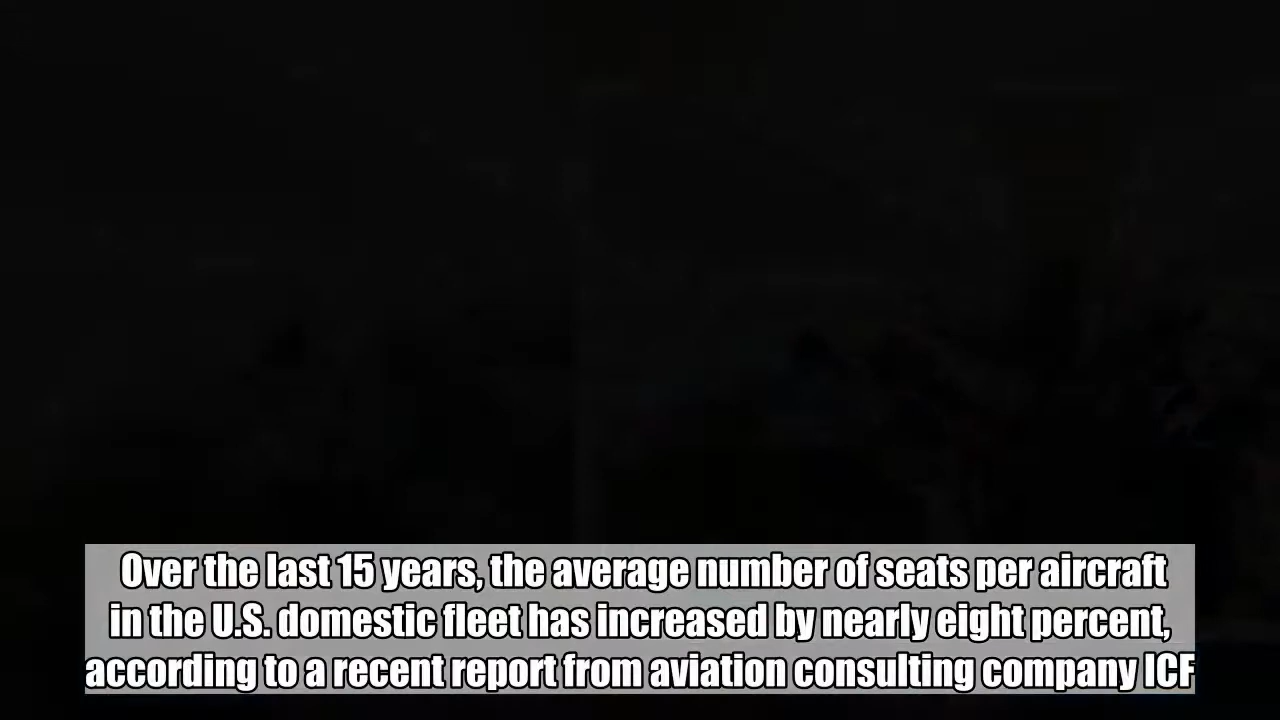 Over the last 15 years, the average number of seats per aircraft
in the U.S. domestic fleet has increased by nearly eight percent,
according to a recent report from aviation consulting company ICF